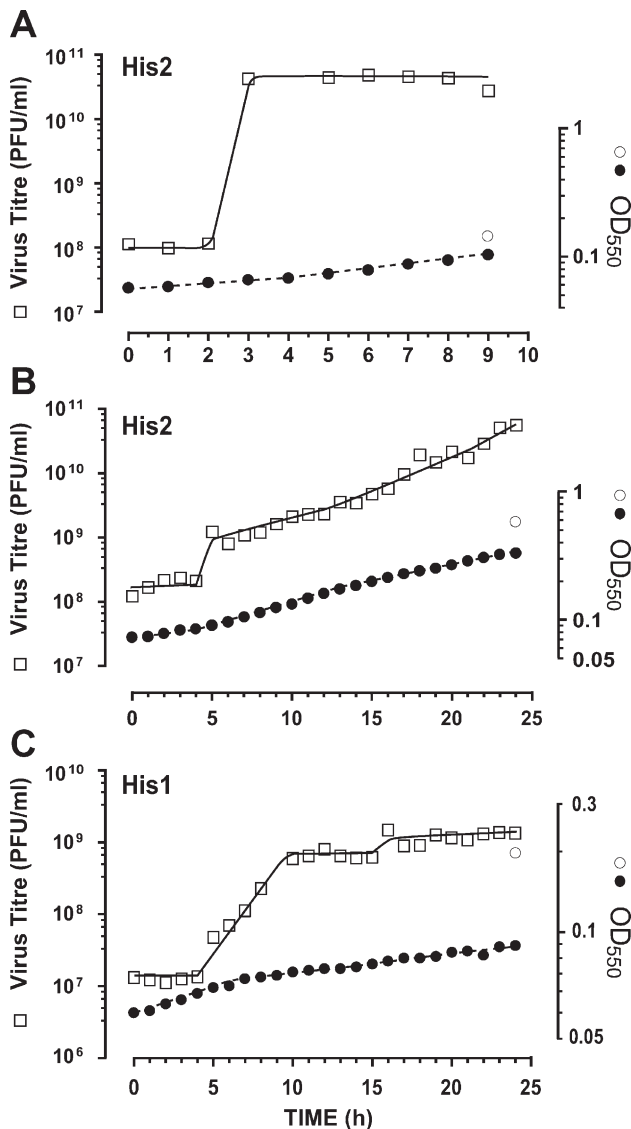 A
His2
10¹¹
10¹⁰
10⁹
10⁸
10⁷
□ Virus Titre (PFU/ml)
1
0.1
○ ● OD₅₅₀
0 1 2 3 4 5 6 7 8 9 10
B
His2
10¹¹
10¹⁰
10⁹
10⁸
10⁷
□ Virus Titre (PFU/ml)
1
0.1
0.05
○ ● OD₅₅₀
0 5 10 15 20 25
C
His1
10¹⁰
10⁹
10⁸
10⁷
10⁶
□ Virus Titre (PFU/ml)
0.3
0.1
0.05
○ ● OD₅₅₀
0 5 10 15 20 25
TIME (h)